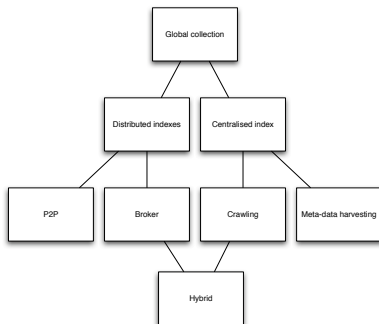 Global collection
Distributed indexes
Centralised index
P2P
Broker
Crawling
Meta-data harvesting
Hybrid